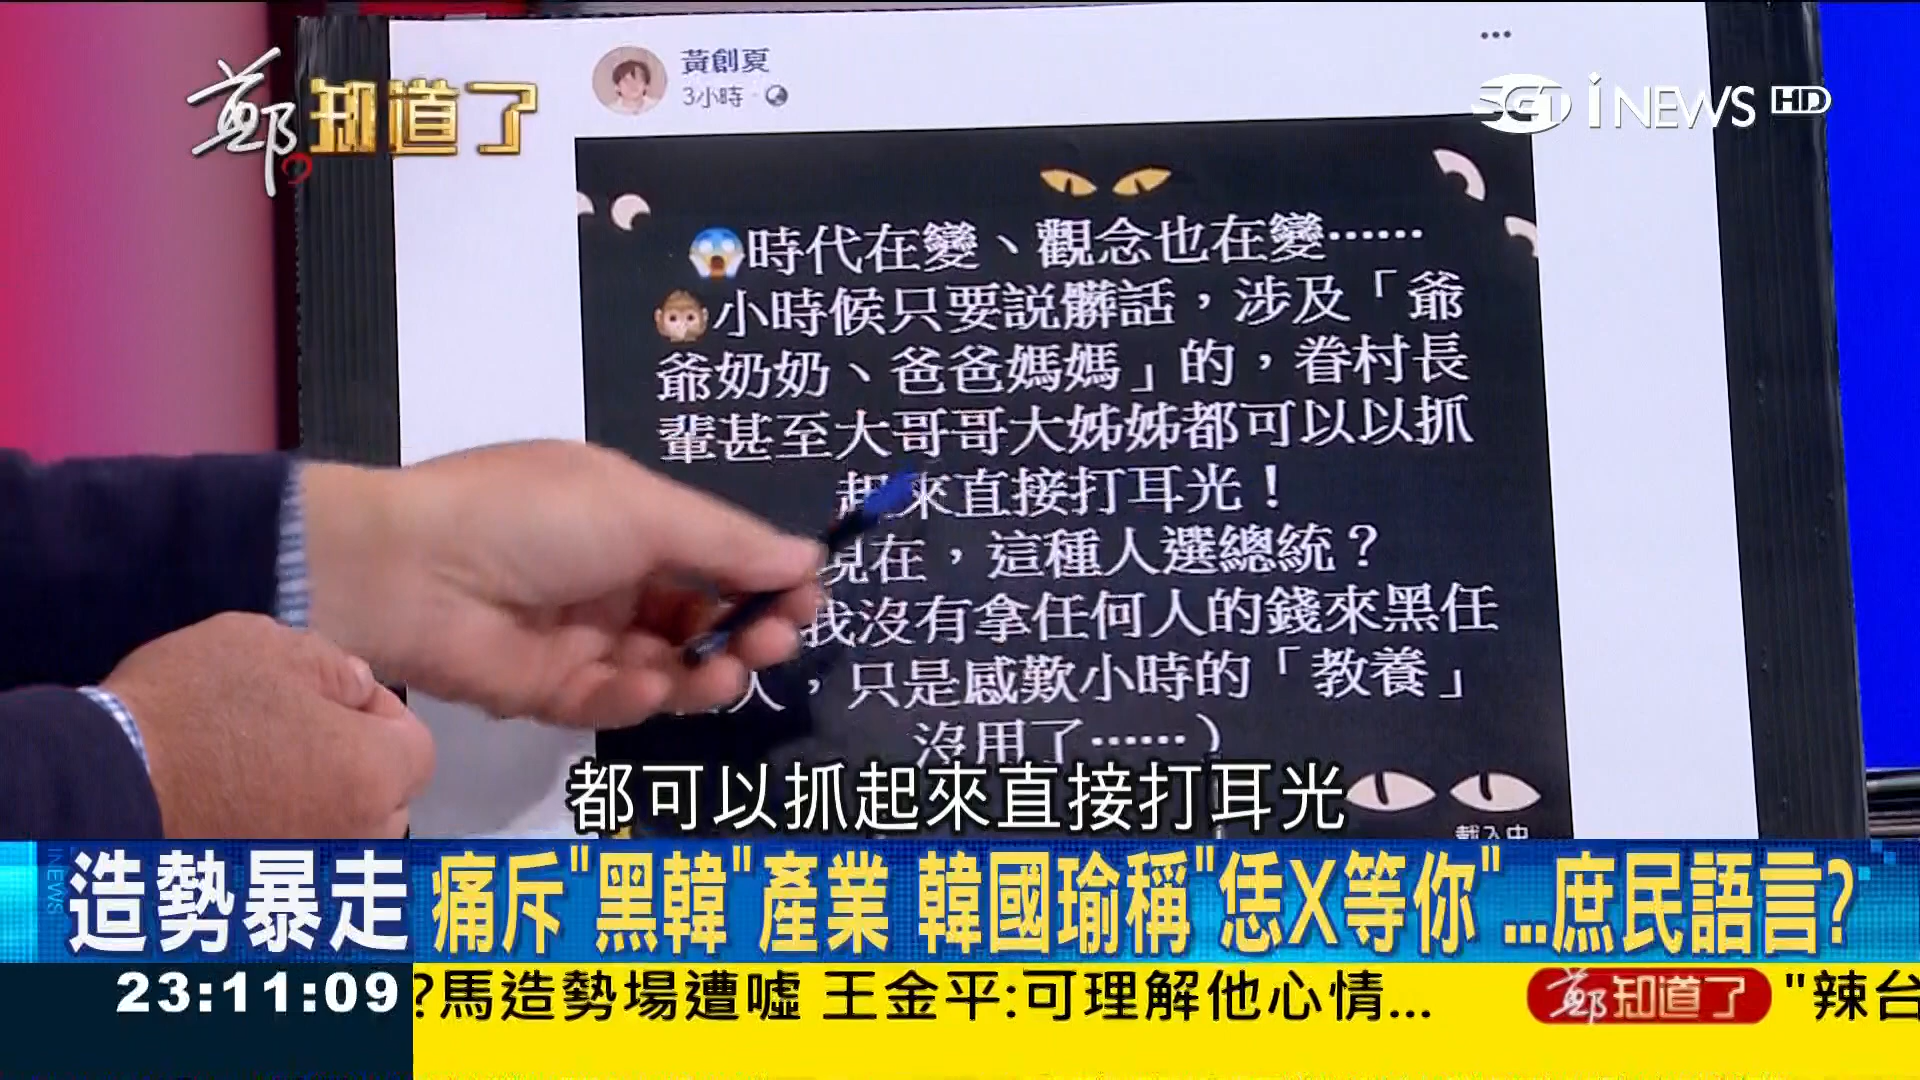 鄭知道了
黃創夏
3小時
SET iNEWS HD
時代在變、觀念也在變⋯⋯
小時候只要說髒話，涉及「爺
爺奶奶、爸爸媽媽」的，眷村長
輩甚至大哥哥大姊姊都可以以抓
起來直接打耳光！
現在，這種人選總統？
我沒有拿任何人的錢來黑任
人，只是感歎小時的「教養」
沒用了⋯⋯）
載入中
都可以抓起來直接打耳光
iNEWS
造勢暴走
痛斥"黑韓"產業 韓國瑜稱"恁X等你"...庶民語言?
23:11:09
?馬造勢場遭噓 王金平:可理解他心情...
鄭知道了
"辣台